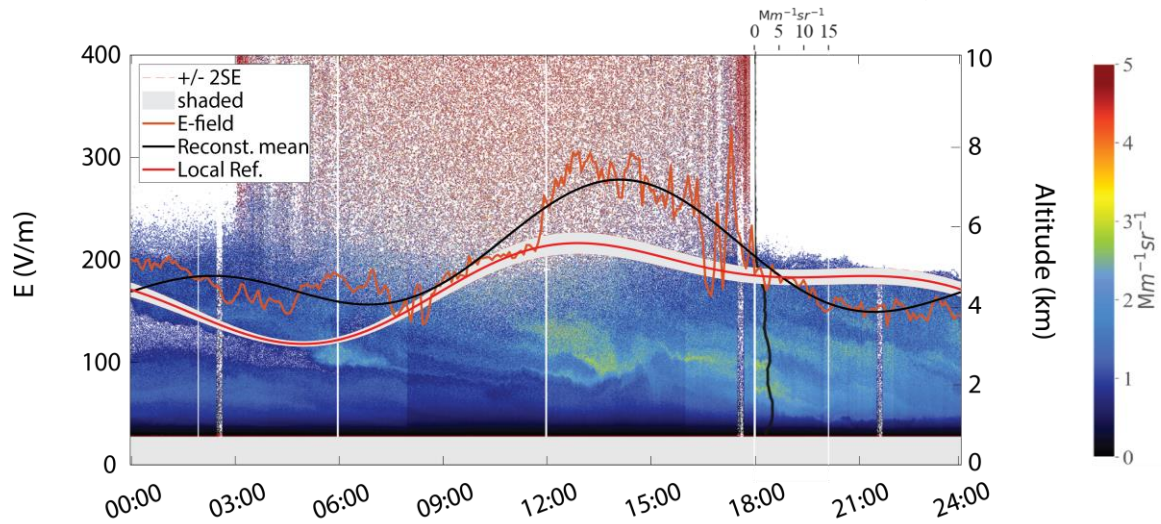 Mm⁻¹sr⁻¹
0 5 10 15
400
300
200
100
0
E (V/m)
+/- 2SE
shaded
E-field
Reconst. mean
Local Ref.
10
8
6
4
2
0
Altitude (km)
5
4
3
2
1
0
Mm⁻¹sr⁻¹
00:00 03:00 06:00 09:00 12:00 15:00 18:00 21:00 24:00